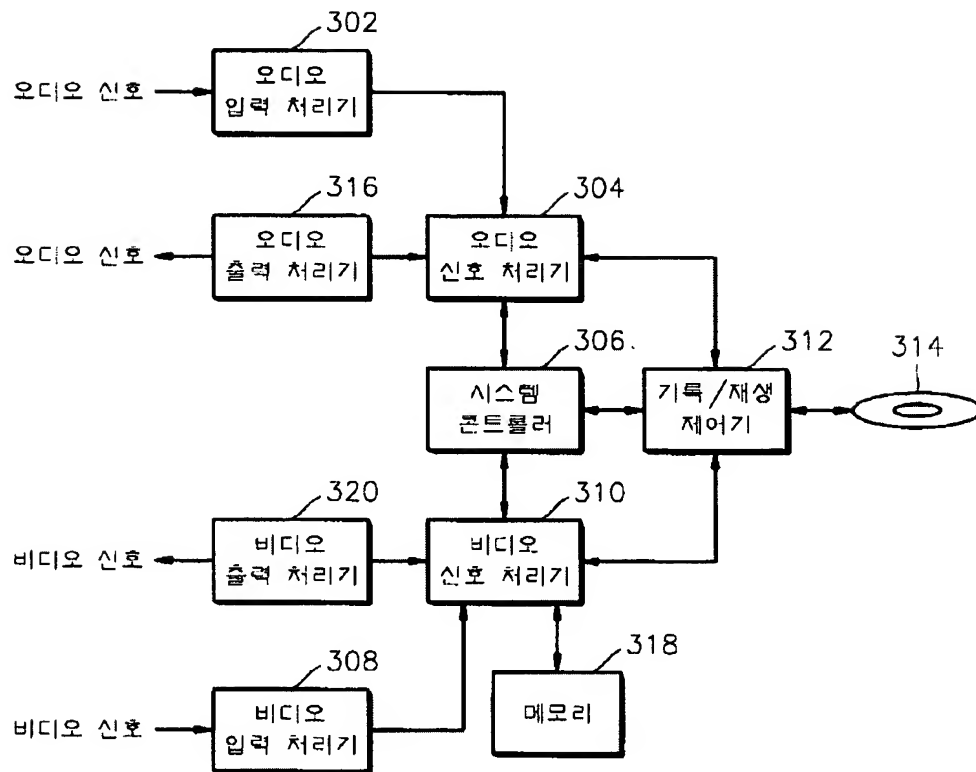 302
오디오 신호
오디오
입력 처리기
316
304
오디오 신호
오디오
출력 처리기
오디오
신호 처리기
306.
312
314
시스템
콘트롤러
기록/재생
제어기
320
310
비디오 신호
비디오
출력 처리기
비디오
신호 처리기
308
318
비디오 신호
비디오
입력 처리기
메모리